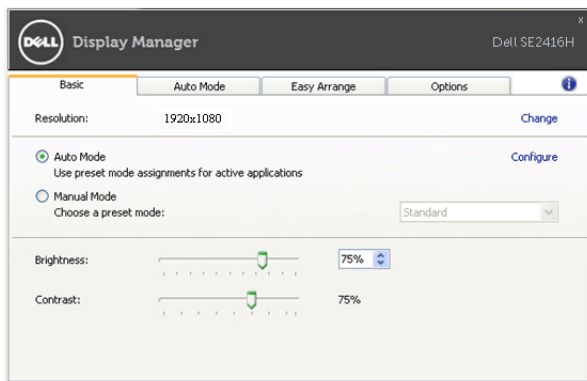 DELL Display Manager
Dell SE2416H
x
Basic Auto Mode Easy Arrange Options i
Resolution: 1920x1080 Change
Auto Mode Configure
Use preset mode assignments for active applications
Manual Mode
Choose a preset mode: Standard
Brightness: 75%
Contrast: 75%